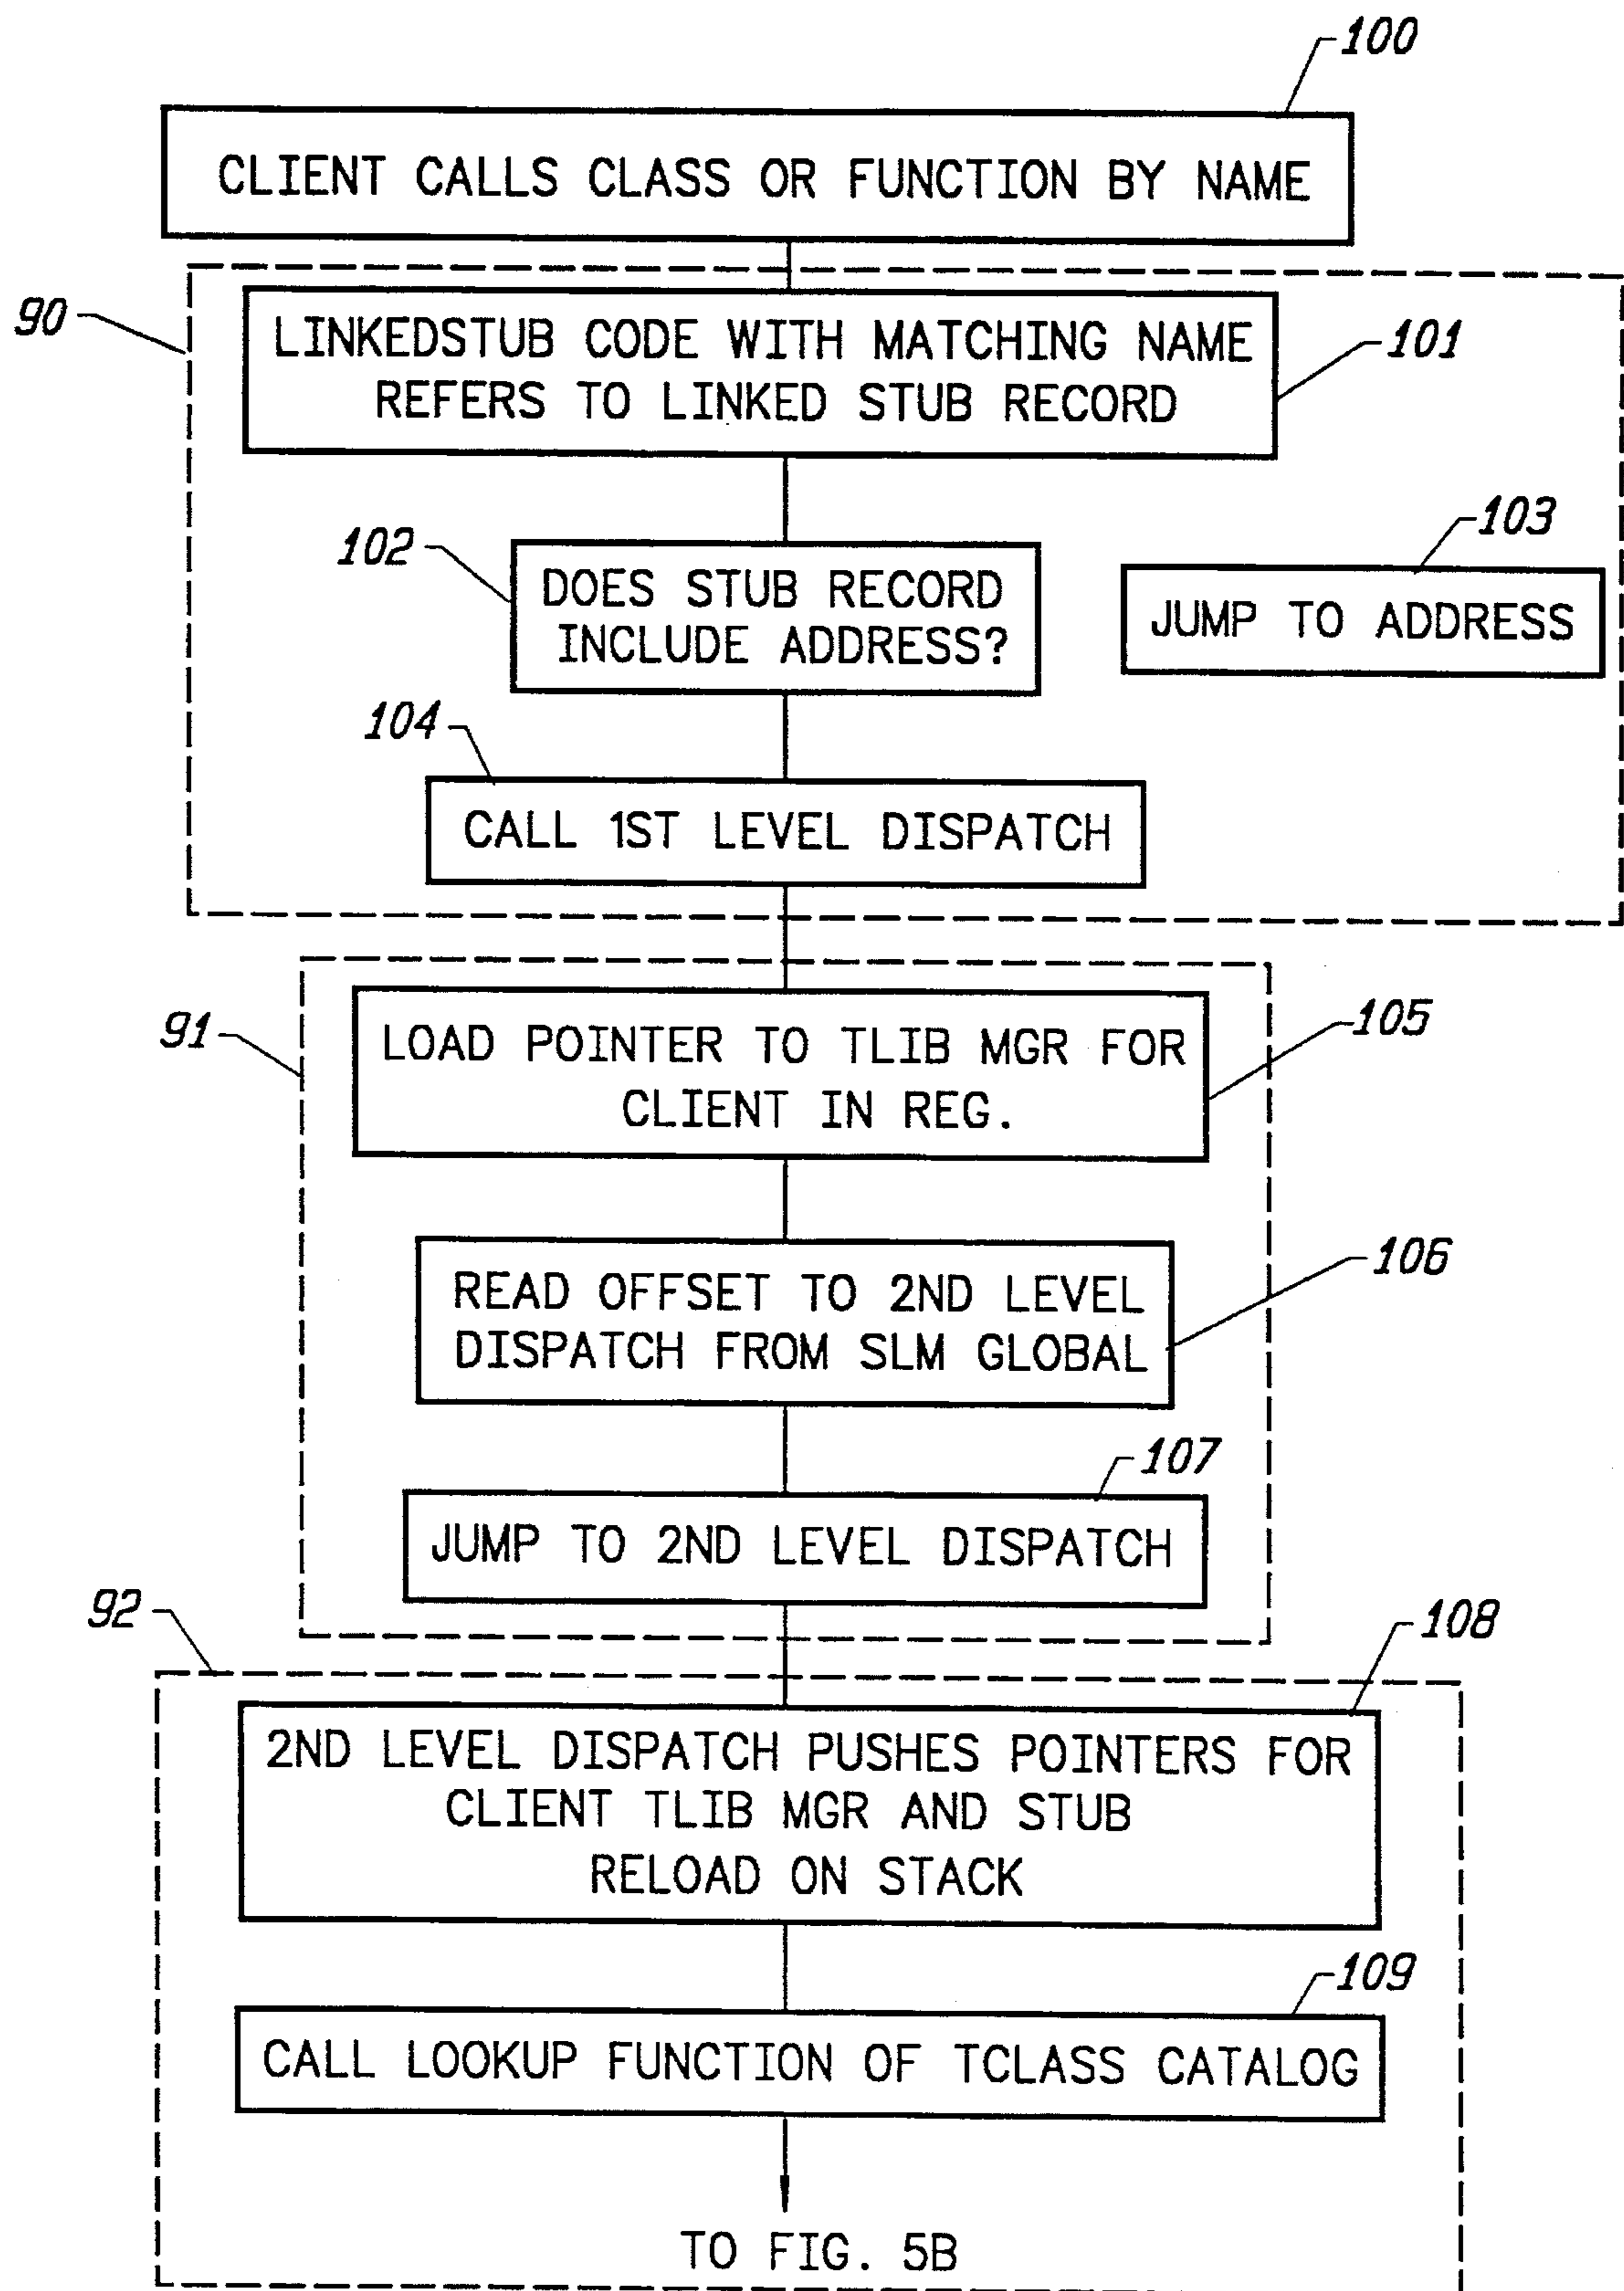 100
CLIENT CALLS CLASS OR FUNCTION BY NAME
90
LINKEDSTUB CODE WITH MATCHING NAME
REFERS TO LINKED STUB RECORD
101
102
DOES STUB RECORD
INCLUDE ADDRESS?
103
JUMP TO ADDRESS
104
CALL 1ST LEVEL DISPATCH
91
LOAD POINTER TO TLIB MGR FOR
CLIENT IN REG.
105
READ OFFSET TO 2ND LEVEL
DISPATCH FROM SLM GLOBAL
106
107
JUMP TO 2ND LEVEL DISPATCH
92
108
2ND LEVEL DISPATCH PUSHES POINTERS FOR
CLIENT TLIB MGR AND STUB
RELOAD ON STACK
109
CALL LOOKUP FUNCTION OF TCLASS CATALOG
TO FIG. 5B